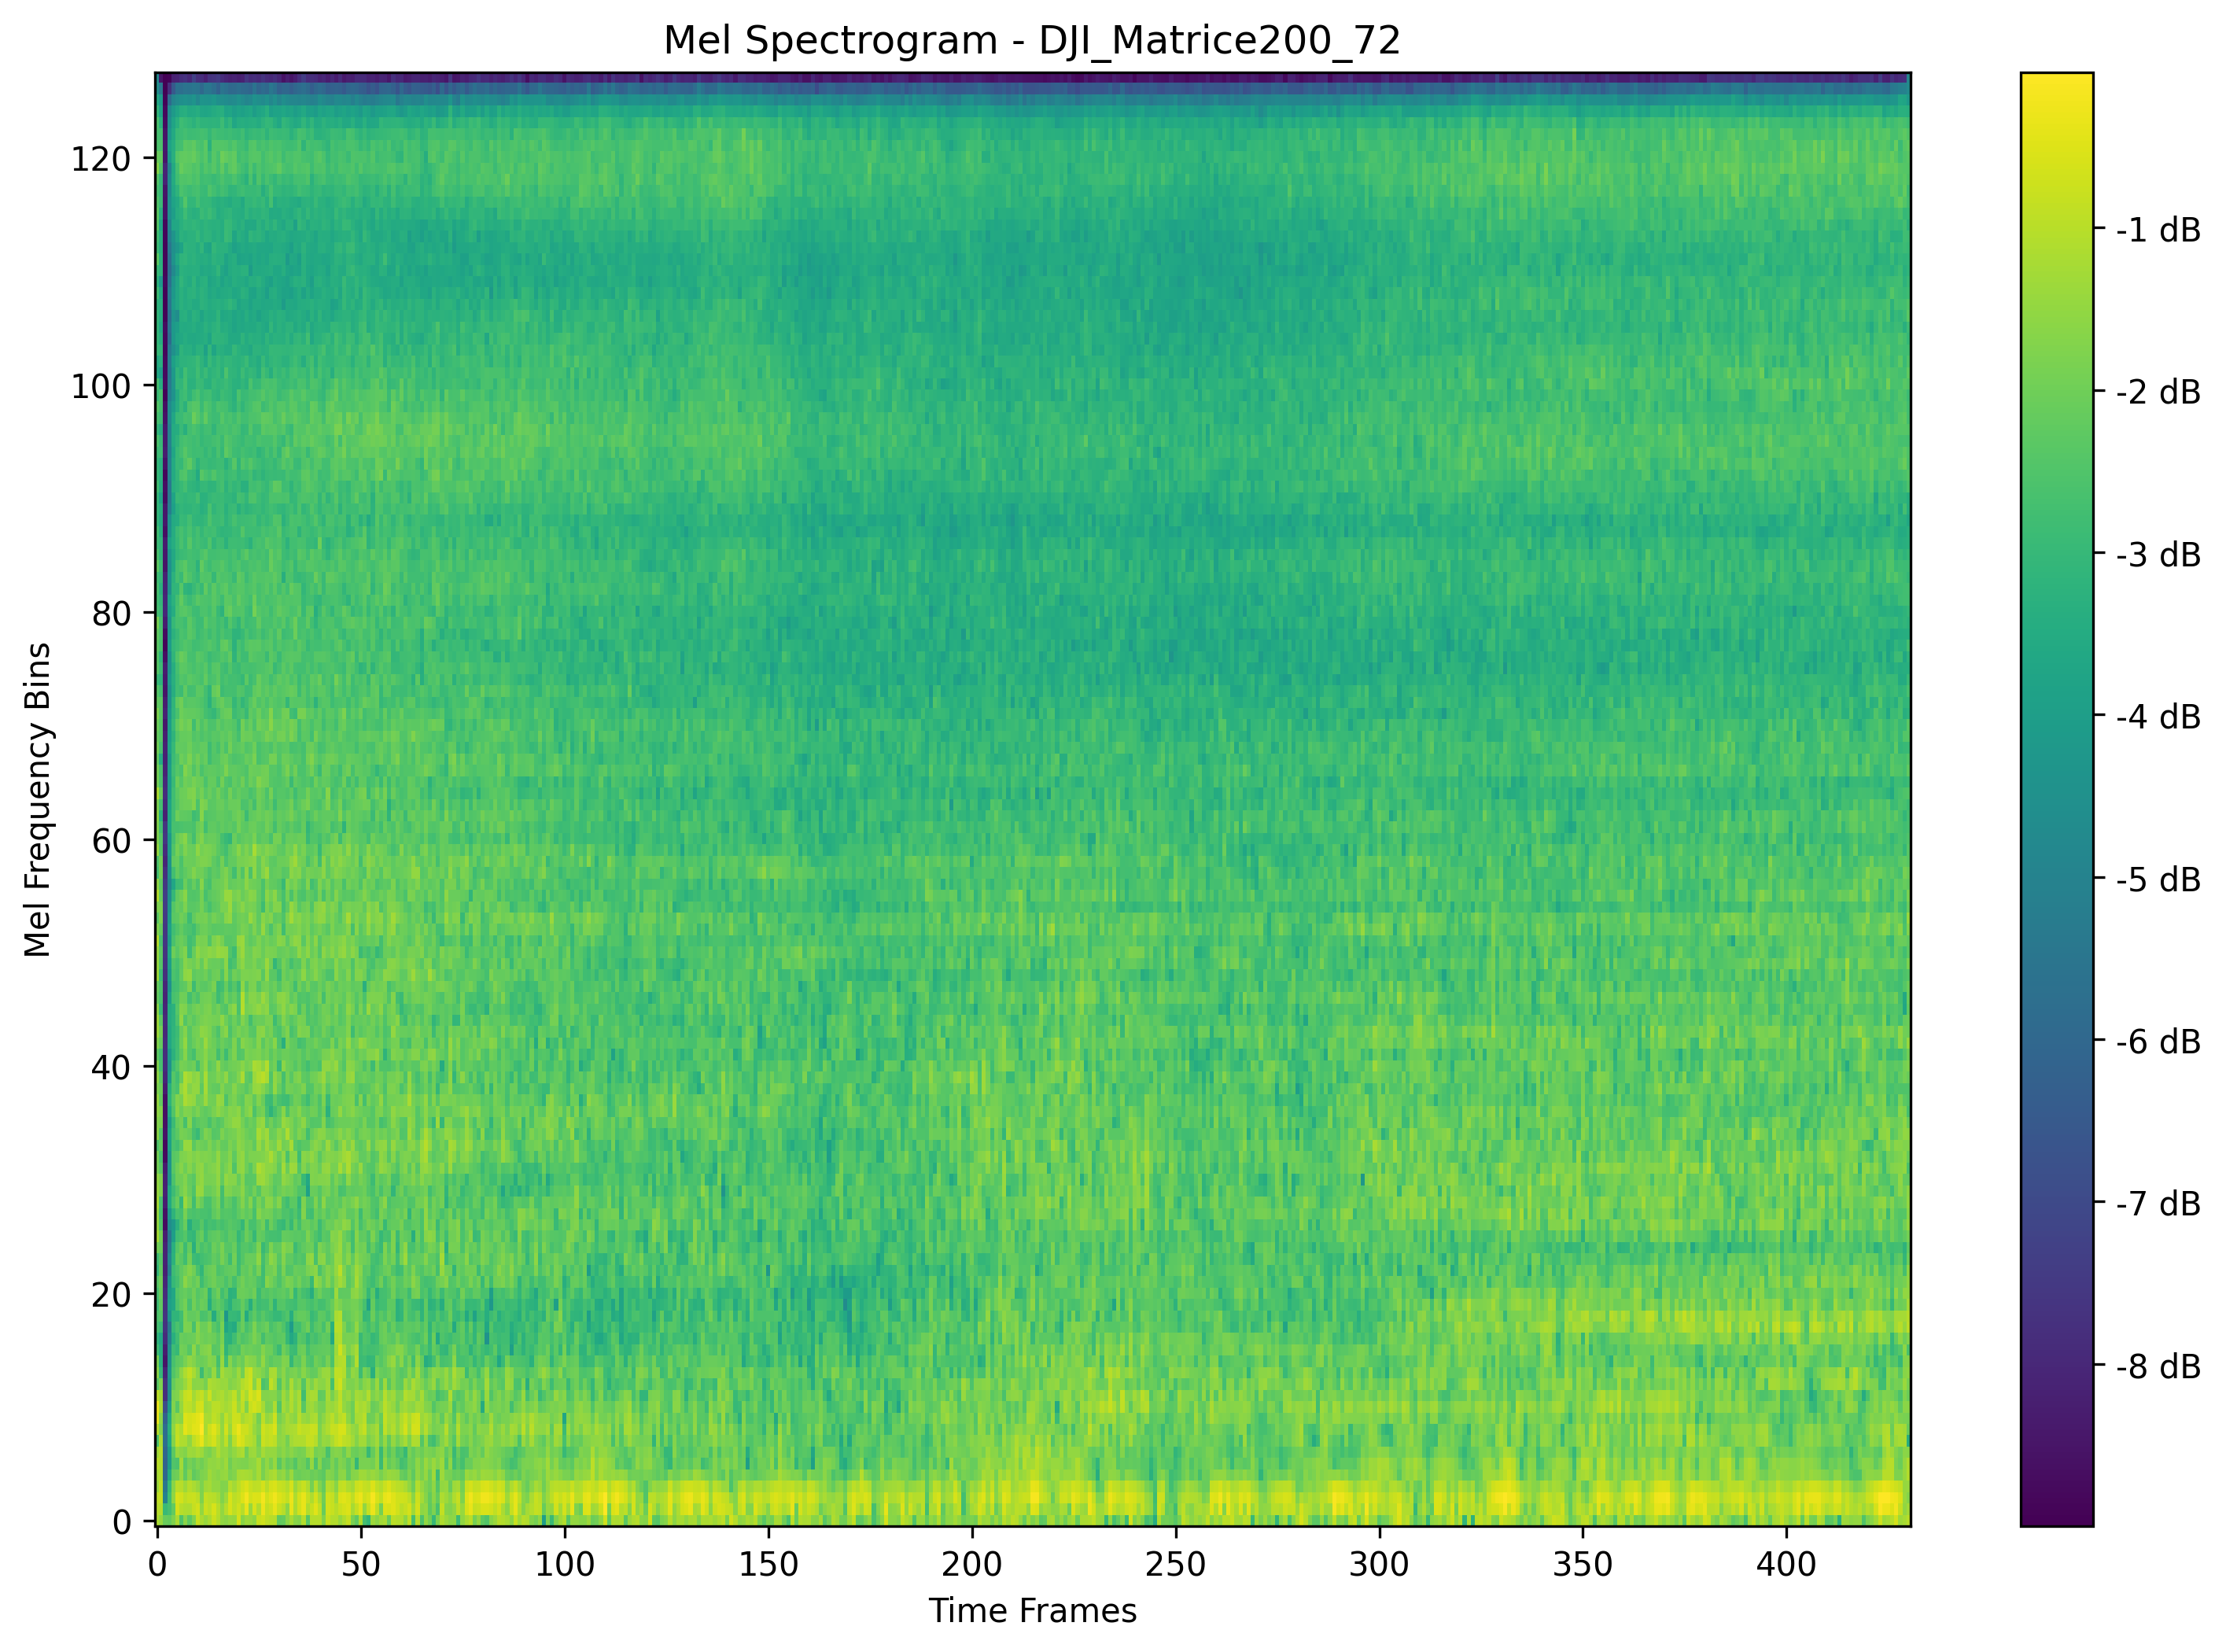 Mel Spectrogram - DJI_Matrice200_72
120
100
80
60
40
20
0
Mel Frequency Bins
0 50 100 150 200 250 300 350 400
Time Frames
-1 dB
-2 dB
-3 dB
-4 dB
-5 dB
-6 dB
-7 dB
-8 dB